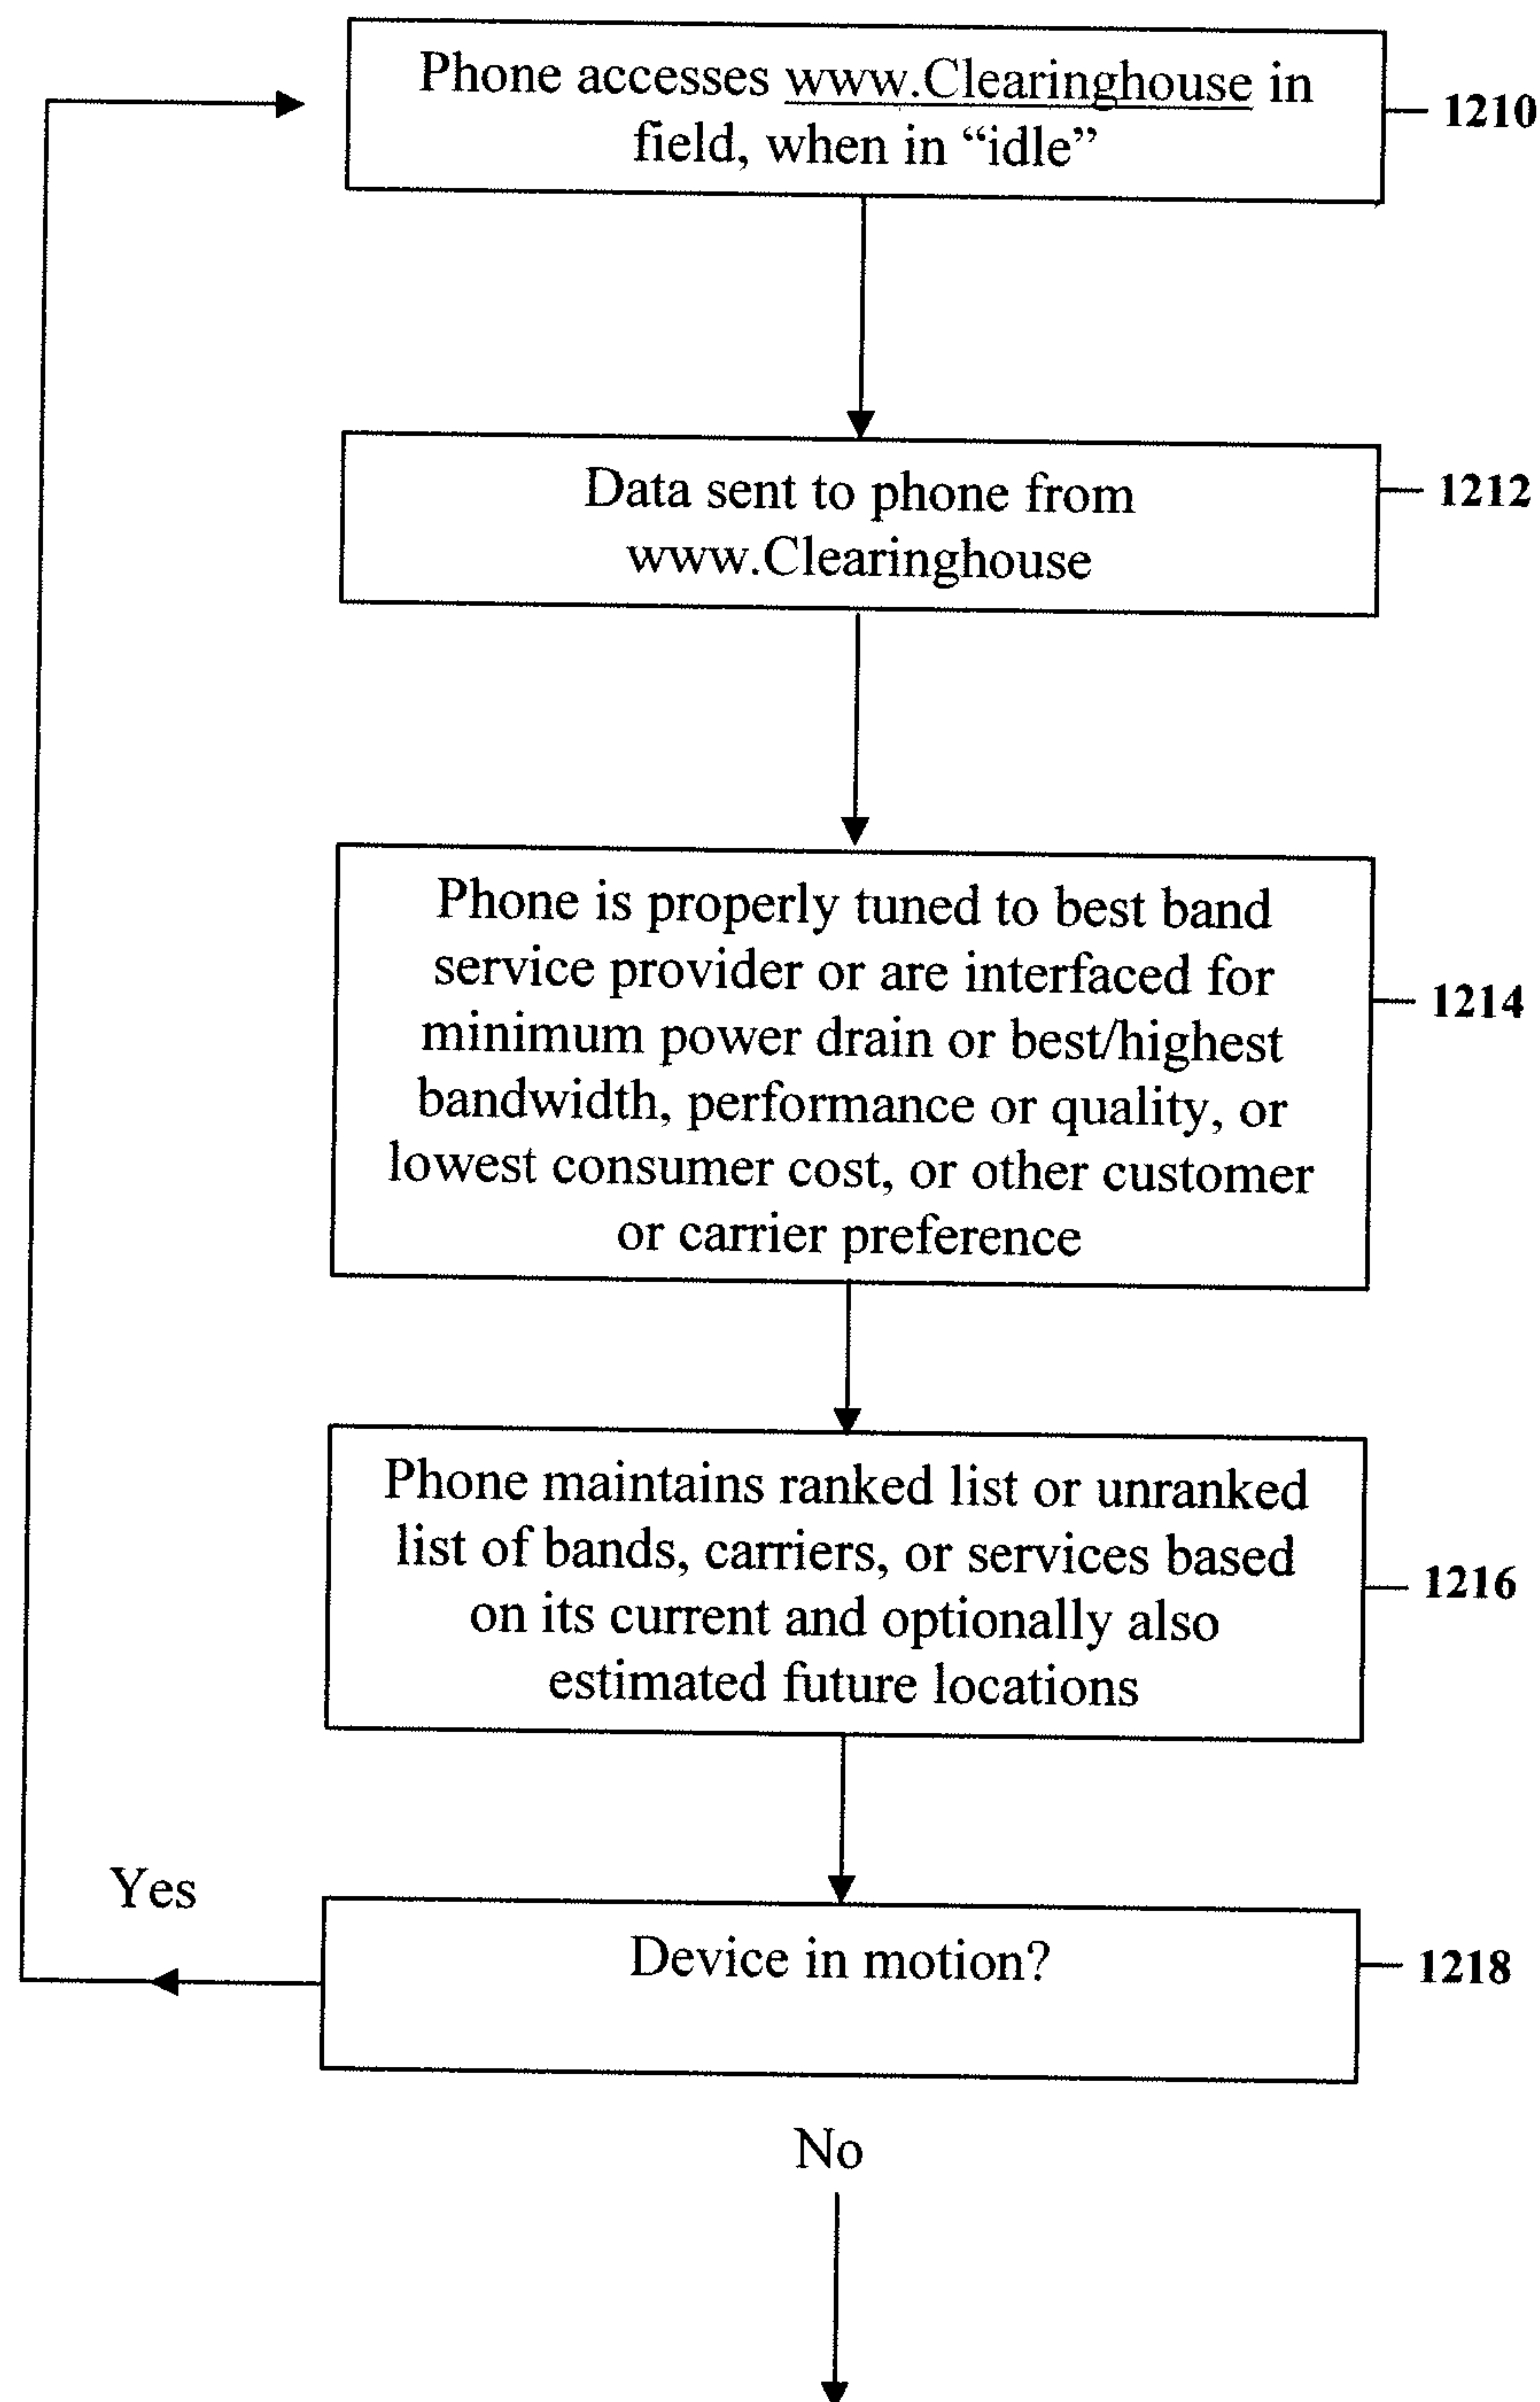 Phone accesses www.Clearinghouse in
field, when in “idle”
1210
Data sent to phone from
www.Clearinghouse
1212
Phone is properly tuned to best band
service provider or are interfaced for
minimum power drain or best/highest
bandwidth, performance or quality, or
lowest consumer cost, or other customer
or carrier preference
1214
Phone maintains ranked list or unranked
list of bands, carriers, or services based
on its current and optionally also
estimated future locations
1216
Yes
Device in motion?
1218
No